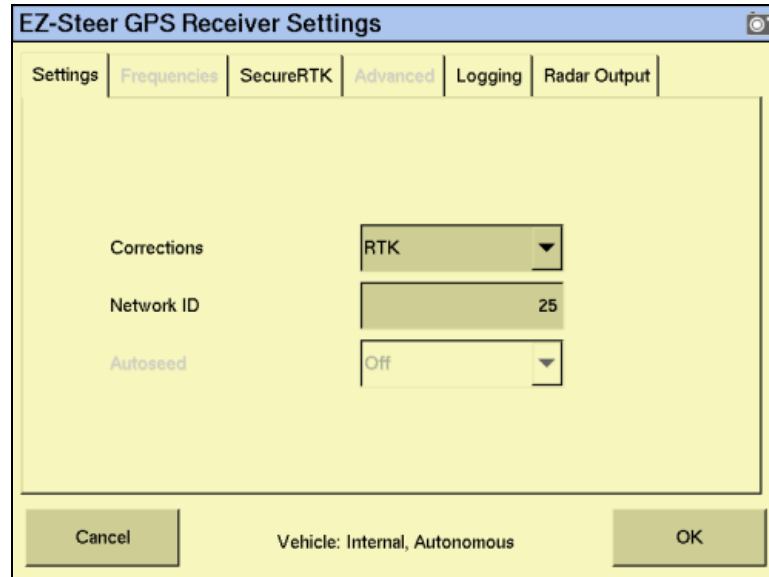 EZ-Steer GPS Receiver Settings
Settings Frequencies SecureRTK Advanced Logging Radar Output
Corrections RTK
Network ID 25
Autoseed Off
Cancel Vehicle: Internal, Autonomous OK